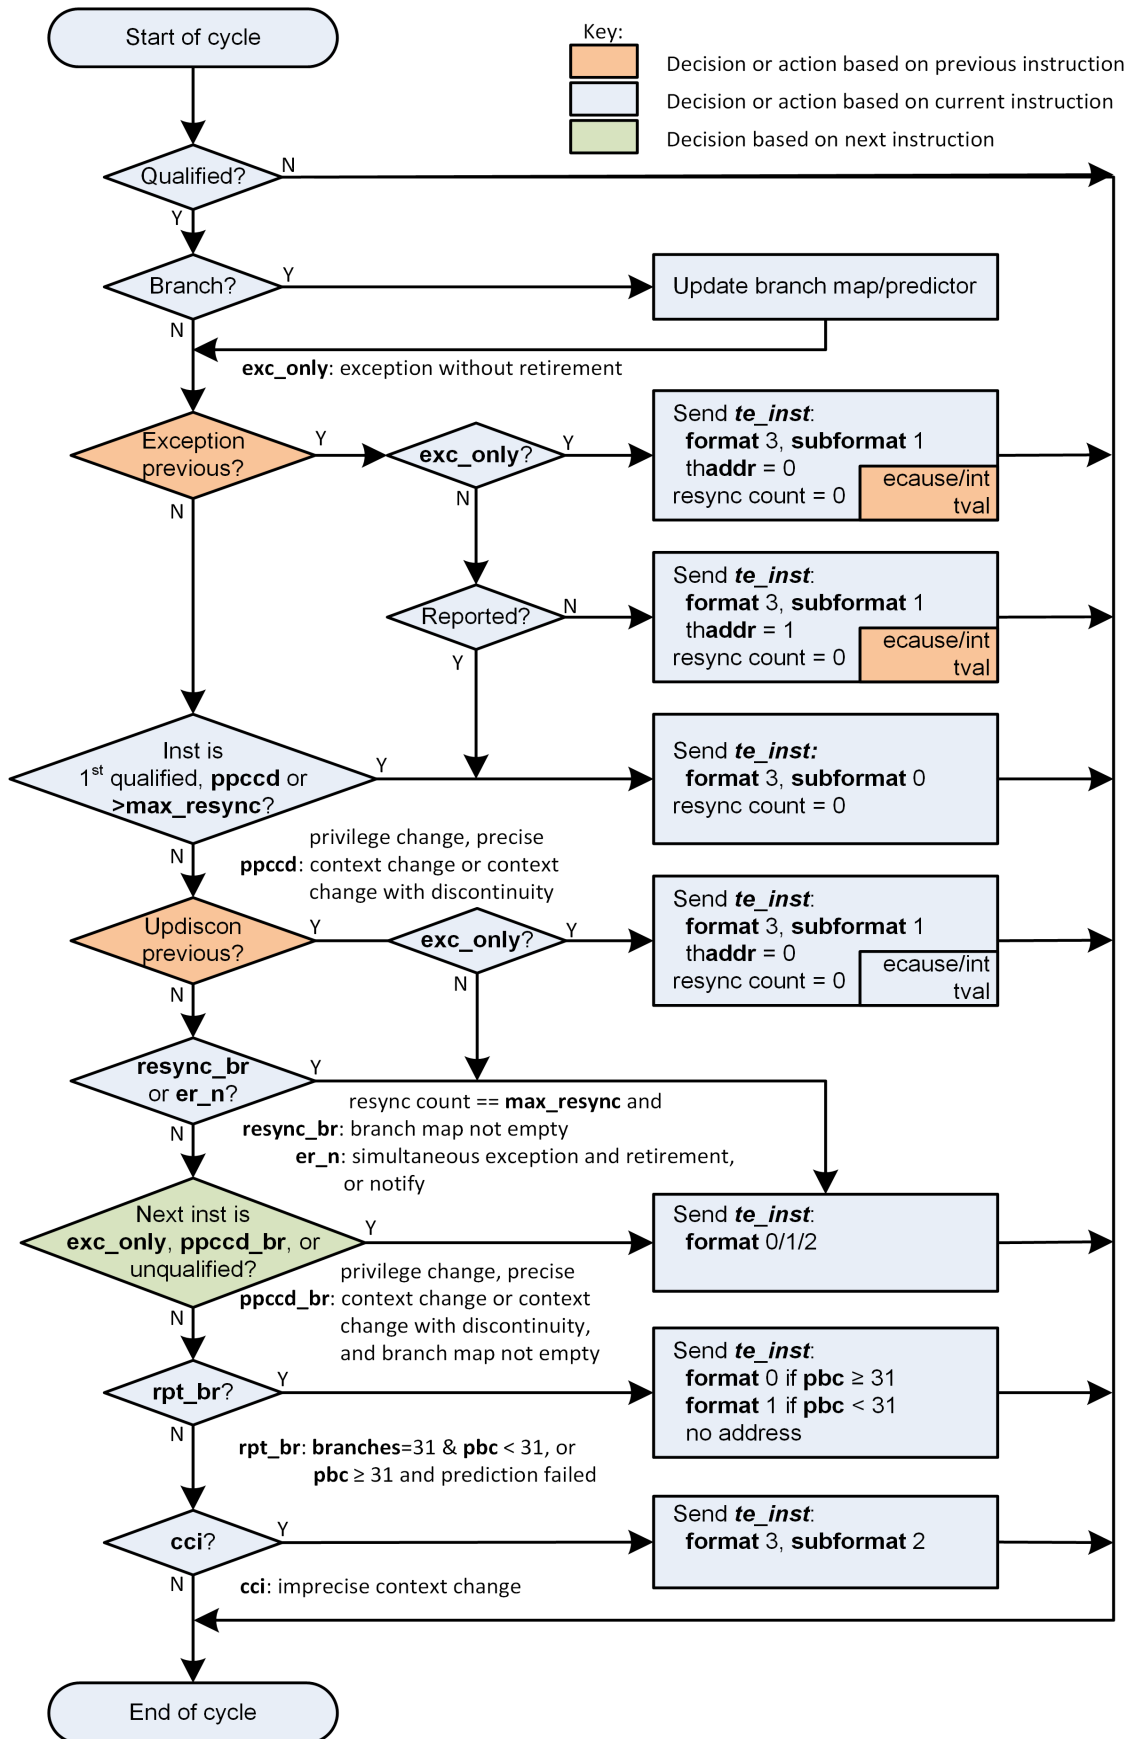 Start of cycle
Key:
Decision or action based on previous instruction
Decision or action based on current instruction
Decision based on next instruction
Qualified?
N
Y
Branch?
Y
Update branch map/predictor
N
exc_only: exception without retirement
Exception
previous?
Y
exc_only?
Y
Send te_inst:
format 3, subformat 1
thaddr = 0
resync count = 0
ecause/int
tval
N
N
Reported?
N
Send te_inst:
format 3, subformat 1
thaddr = 1
resync count = 0
ecause/int
tval
Y
Inst is
1st qualified, ppccd or
>max_resync?
Y
Send te_inst:
format 3, subformat 0
resync count = 0
N
privilege change, precise
ppccd: context change or context
change with discontinuity
Updiscon
previous?
Y
exc_only?
Y
Send te_inst:
format 3, subformat 1
thaddr = 0
resync count = 0
ecause/int
tval
N
N
resync_br
or er_n?
Y
resync count == max_resync and
resync_br: branch map not empty
er_n: simultaneous exception and retirement,
or notify
N
Next inst is
exc_only, ppccd_br, or
unqualified?
Y
Send te_inst:
format 0/1/2
privilege change, precise
ppccd_br: context change or context
change with discontinuity,
and branch map not empty
N
rpt_br?
Y
Send te_inst:
format 0 if pbc ≥ 31
format 1 if pbc < 31
no address
N
rpt_br: branches=31 & pbc < 31, or
pbc ≥ 31 and prediction failed
cci?
Y
Send te_inst:
format 3, subformat 2
N
cci: imprecise context change
End of cycle